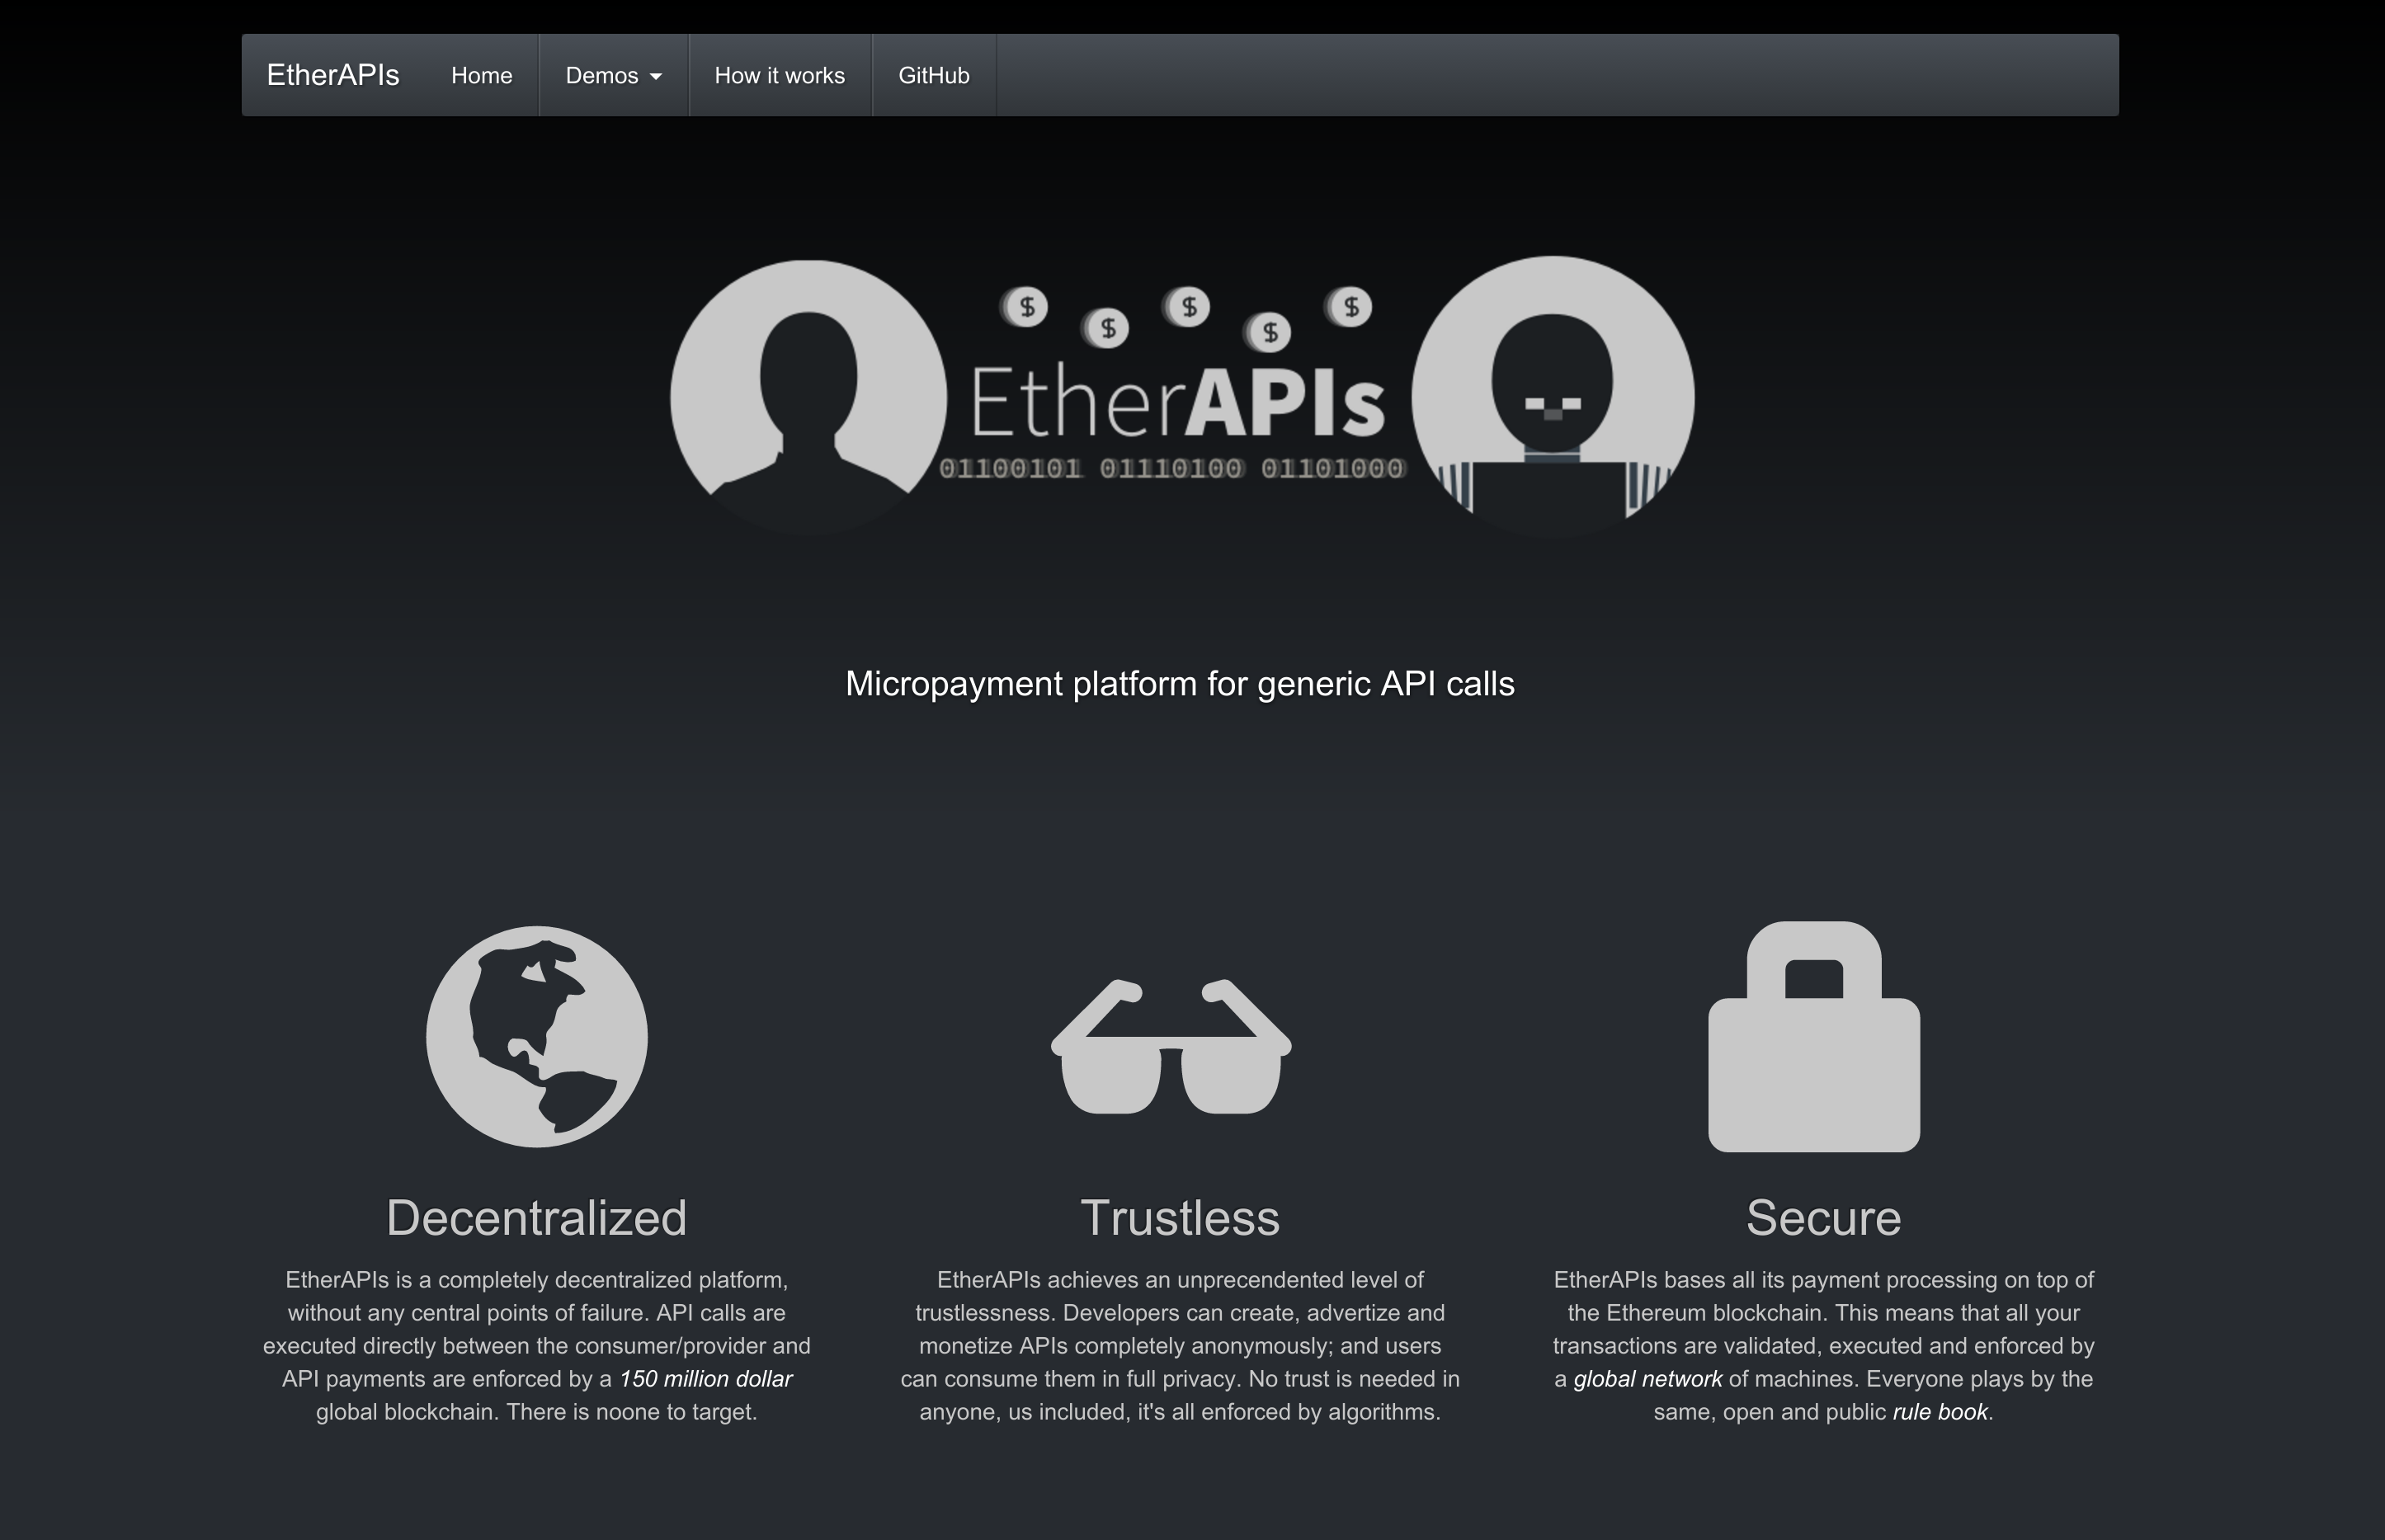 EtherAPIs Home Demos How it works GitHub
$ $ $ $ $
EtherAPIs
01100101 01110100 01101000
Micropayment platform for generic API calls
Decentralized
EtherAPIs is a completely decentralized platform,
without any central points of failure. API calls are
executed directly between the consumer/provider and
API payments are enforced by a 150 million dollar
global blockchain. There is noone to target.
Trustless
EtherAPIs achieves an unprecendented level of
trustlessness. Developers can create, advertize and
monetize APIs completely anonymously; and users
can consume them in full privacy. No trust is needed in
anyone, us included, it's all enforced by algorithms.
Secure
EtherAPIs bases all its payment processing on top of
the Ethereum blockchain. This means that all your
transactions are validated, executed and enforced by
a global network of machines. Everyone plays by the
same, open and public rule book.